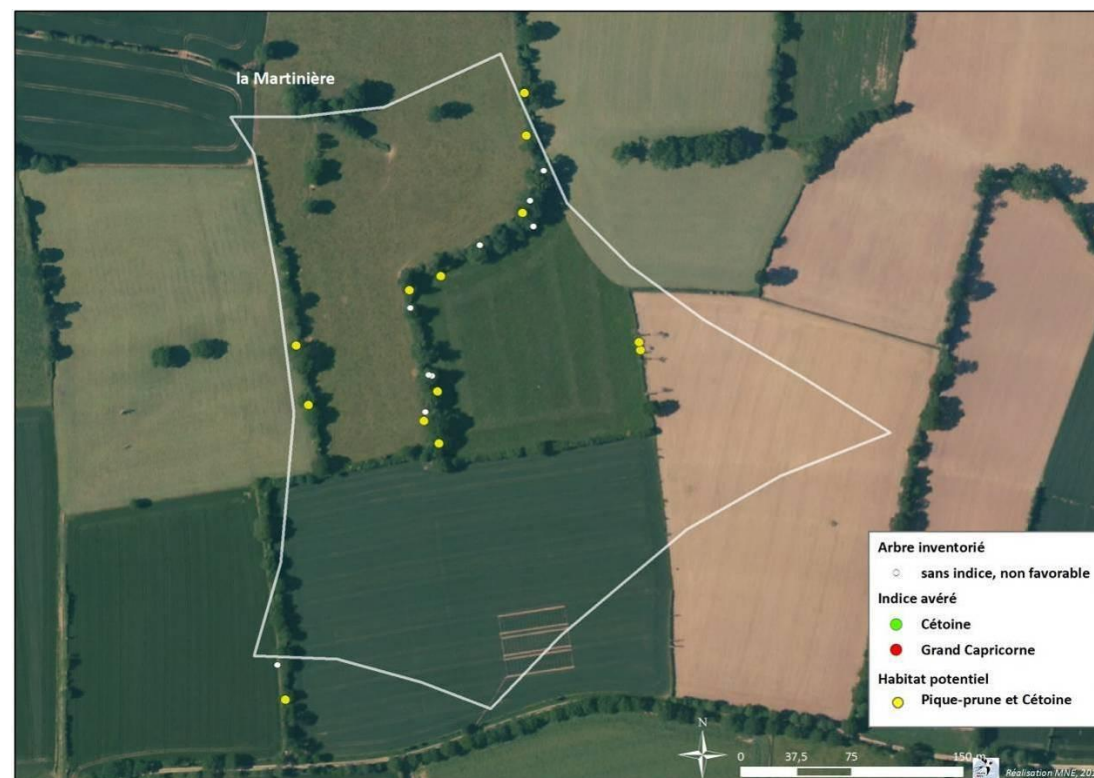 la Martinière
Arbre inventorié
sans indice, non favorable
Indice avéré
Cétoine
Grand Capricorne
Habitat potentiel
Pique-prune et Cétoine
N
0 37,5 75 150 m
Réalisation MNE,